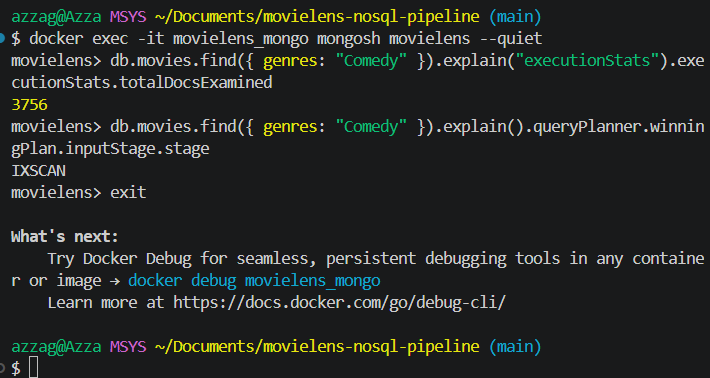 azzag@Azza MSYS ~/Documents/movielens-nosql-pipeline (main)
$ docker exec -it movielens_mongo mongosh movielens --quiet
movielens> db.movies.find({ genres: "Comedy" }).explain("executionStats").exe
cutionStats.totalDocsExamined
3756
movielens> db.movies.find({ genres: "Comedy" }).explain().queryPlanner.winnin
gPlan.inputStage.stage
IXSCAN
movielens> exit
What's next:
    Try Docker Debug for seamless, persistent debugging tools in any containe
r or image → docker debug movielens_mongo
    Learn more at https://docs.docker.com/go/debug-cli/
azzag@Azza MSYS ~/Documents/movielens-nosql-pipeline (main)
$